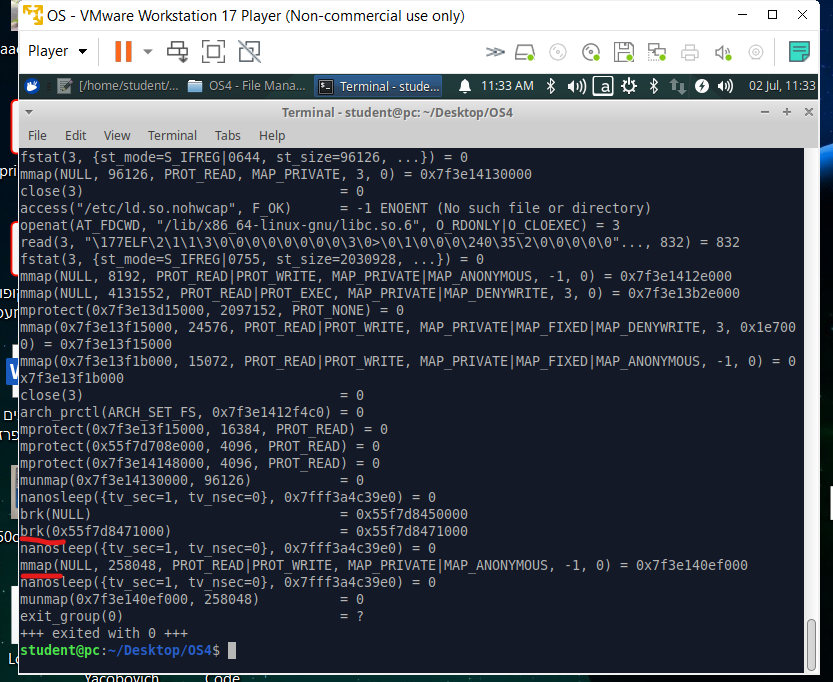 OS - VMware Workstation 17 Player (Non-commercial use only)
Player
[/home/student/... OS4 - File Mana... Terminal - stude... 11:33 AM a 02 Jul, 11:33
Terminal - student@pc: ~/Desktop/OS4
File Edit View Terminal Tabs Help
fstat(3, {st_mode=S_IFREG|0644, st_size=96126, ...}) = 0
mmap(NULL, 96126, PROT_READ, MAP_PRIVATE, 3, 0) = 0x7f3e14130000
close(3) = 0
access("/etc/ld.so.nohwcap", F_OK) = -1 ENOENT (No such file or directory)
openat(AT_FDCWD, "/lib/x86_64-linux-gnu/libc.so.6", O_RDONLY|O_CLOEXEC) = 3
read(3, "\177ELF\2\1\1\3\0\0\0\0\0\0\0\0\3\0>\0\1\0\0\0\240\35\2\0\0\0\0\0"..., 832) = 832
fstat(3, {st_mode=S_IFREG|0755, st_size=2030928, ...}) = 0
mmap(NULL, 8192, PROT_READ|PROT_WRITE, MAP_PRIVATE|MAP_ANONYMOUS, -1, 0) = 0x7f3e1412e000
mmap(NULL, 4131552, PROT_READ|PROT_EXEC, MAP_PRIVATE|MAP_DENYWRITE, 3, 0) = 0x7f3e13b2e000
mprotect(0x7f3e13d15000, 2097152, PROT_NONE) = 0
mmap(0x7f3e13f15000, 24576, PROT_READ|PROT_WRITE, MAP_PRIVATE|MAP_FIXED|MAP_DENYWRITE, 3, 0x1e700
0) = 0x7f3e13f15000
mmap(0x7f3e13f1b000, 15072, PROT_READ|PROT_WRITE, MAP_PRIVATE|MAP_FIXED|MAP_ANONYMOUS, -1, 0) = 0
x7f3e13f1b000
close(3) = 0
arch_prctl(ARCH_SET_FS, 0x7f3e1412f4c0) = 0
mprotect(0x7f3e13f15000, 16384, PROT_READ) = 0
mprotect(0x55f7d708e000, 4096, PROT_READ) = 0
mprotect(0x7f3e14148000, 4096, PROT_READ) = 0
munmap(0x7f3e14130000, 96126) = 0
nanosleep({tv_sec=1, tv_nsec=0}, 0x7fff3a4c39e0) = 0
brk(NULL) = 0x55f7d8450000
brk(0x55f7d8471000) = 0x55f7d8471000
nanosleep({tv_sec=1, tv_nsec=0}, 0x7fff3a4c39e0) = 0
mmap(NULL, 258048, PROT_READ|PROT_WRITE, MAP_PRIVATE|MAP_ANONYMOUS, -1, 0) = 0x7f3e140ef000
nanosleep({tv_sec=1, tv_nsec=0}, 0x7fff3a4c39e0) = 0
munmap(0x7f3e140ef000, 258048) = 0
exit_group(0) = ?
+++ exited with 0 +++
student@pc:~/Desktop/OS4$
Yacobovich Code